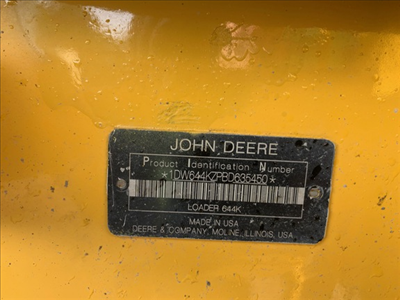 JOHN DEERE
Product Identification Number
*1DW644KZPBD635450*
LOADER 644K
MADE IN USA
DEERE & COMPANY, MOLINE, ILLINOIS, USA